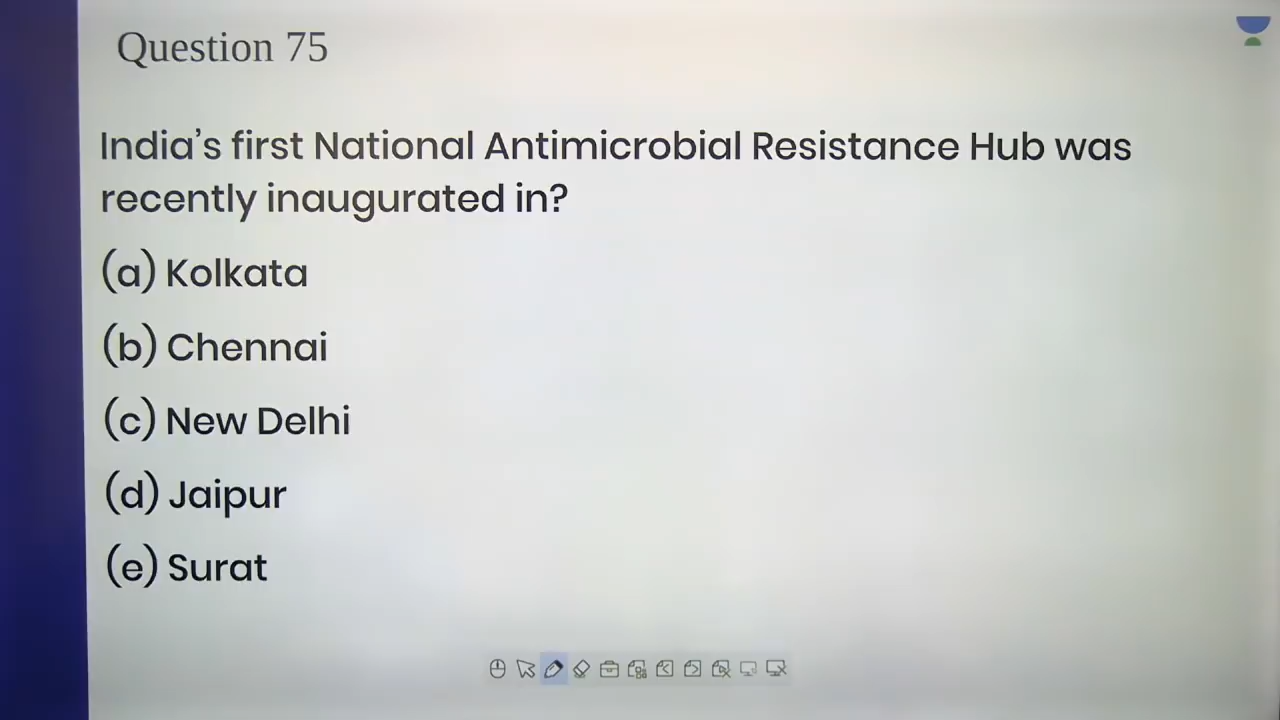 Question 75
India's first National Antimicrobial Resistance Hub was
recently inaugurated in?
(a) Kolkata
(b) Chennai
(c) New Delhi
(d) Jaipur
(e) Surat